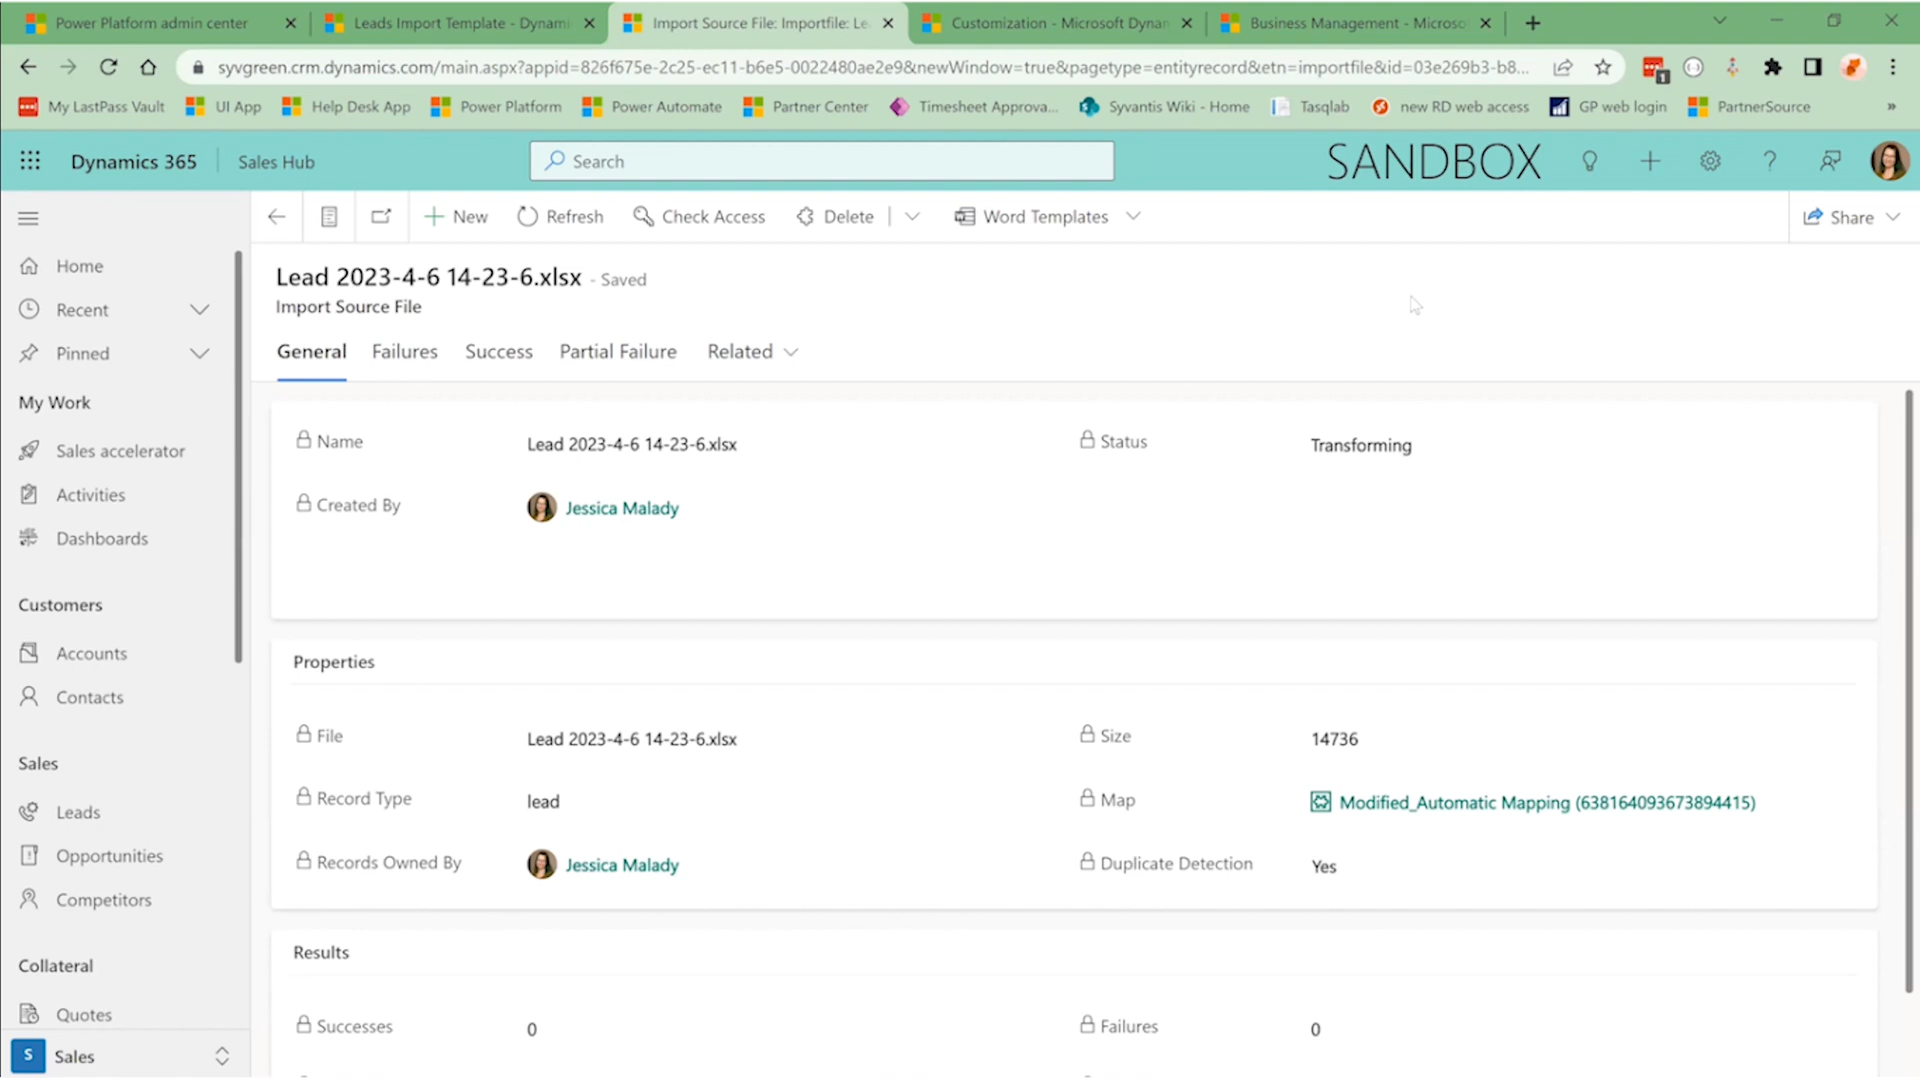 Power Platform admin center
Leads Import Template - Dynami
Import Source File: Importfile: Le
Customization - Microsoft Dynan
Business Management - Microso
syvgreen.crm.dynamics.com/main.aspx?appid=826f675e-2c25-ec11-b6e5-0022480ae2e9&newWindow=true&pagetype=entityrecord&etn=importfile&id=03e269b3-b8...
1
My LastPass Vault
UI App
Help Desk App
Power Platform
Power Automate
Partner Center
Timesheet Approva...
Syvantis Wiki - Home
Tasqlab
new RD web access
GP web login
PartnerSource
»
Dynamics 365
Sales Hub
Search
SANDBOX
New
Refresh
Check Access
Delete
Word Templates
Share
Home
Recent
Pinned
My Work
Sales accelerator
Activities
Dashboards
Customers
Accounts
Contacts
Sales
Leads
Opportunities
Competitors
Collateral
Quotes
S
Sales
Lead 2023-4-6 14-23-6.xlsx - Saved
Import Source File
General
Failures
Success
Partial Failure
Related
Name
Lead 2023-4-6 14-23-6.xlsx
Status
Transforming
Created By
Jessica Malady
Properties
File
Lead 2023-4-6 14-23-6.xlsx
Size
14736
Record Type
lead
Map
Modified_Automatic Mapping (638164093673894415)
Records Owned By
Jessica Malady
Duplicate Detection
Yes
Results
Successes
0
Failures
0